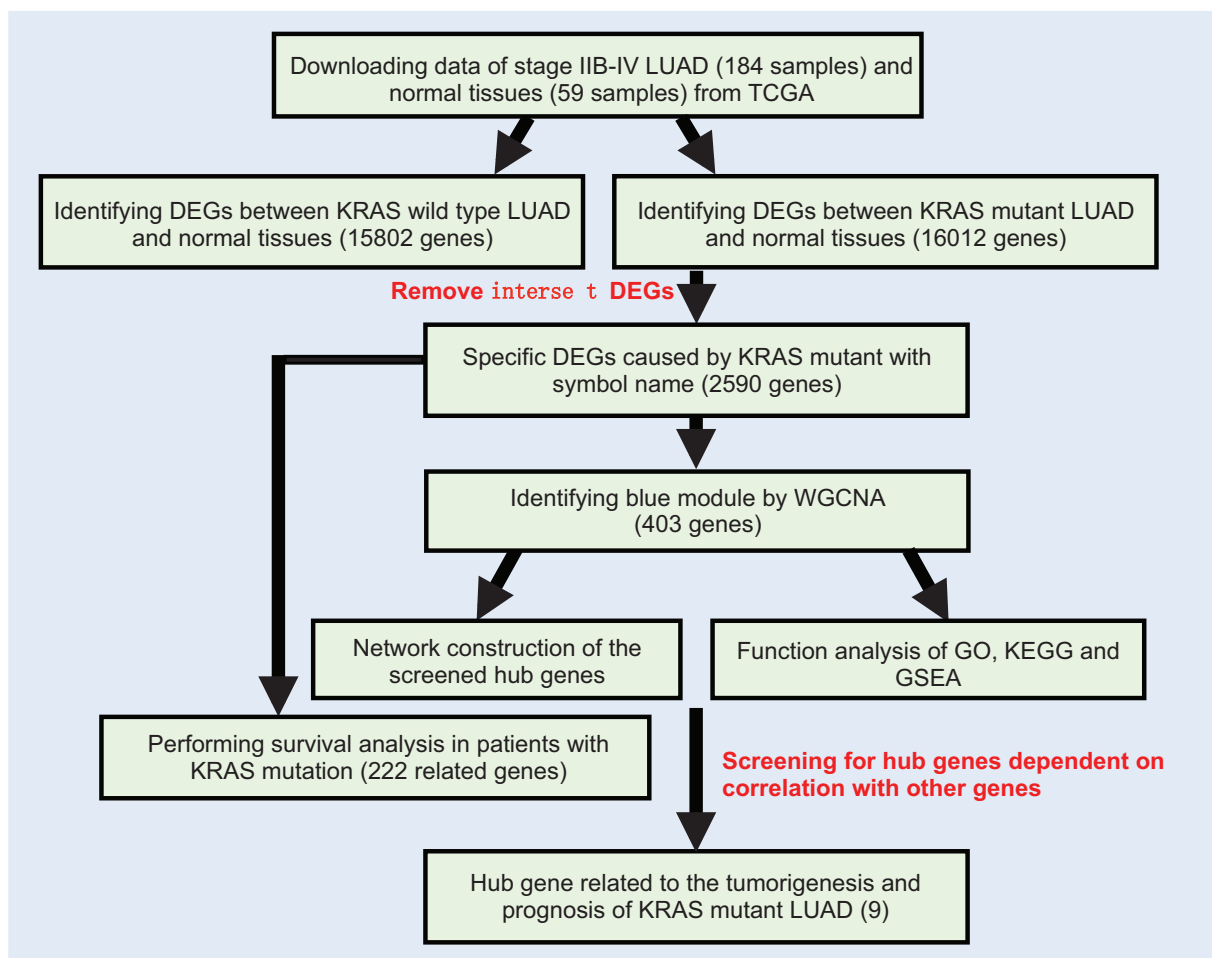 Downloading data of stage IIB-IV LUAD (184 samples) and
normal tissues (59 samples) from TCGA
Identifying DEGs between KRAS wild type LUAD
and normal tissues (15802 genes)
Identifying DEGs between KRAS mutant LUAD
and normal tissues (16012 genes)
Remove interse t DEGs
Specific DEGs caused by KRAS mutant with
symbol name (2590 genes)
Identifying blue module by WGCNA
(403 genes)
Network construction of the
screened hub genes
Function analysis of GO, KEGG and
GSEA
Performing survival analysis in patients with
KRAS mutation (222 related genes)
Screening for hub genes dependent on
correlation with other genes
Hub gene related to the tumorigenesis and
prognosis of KRAS mutant LUAD (9)